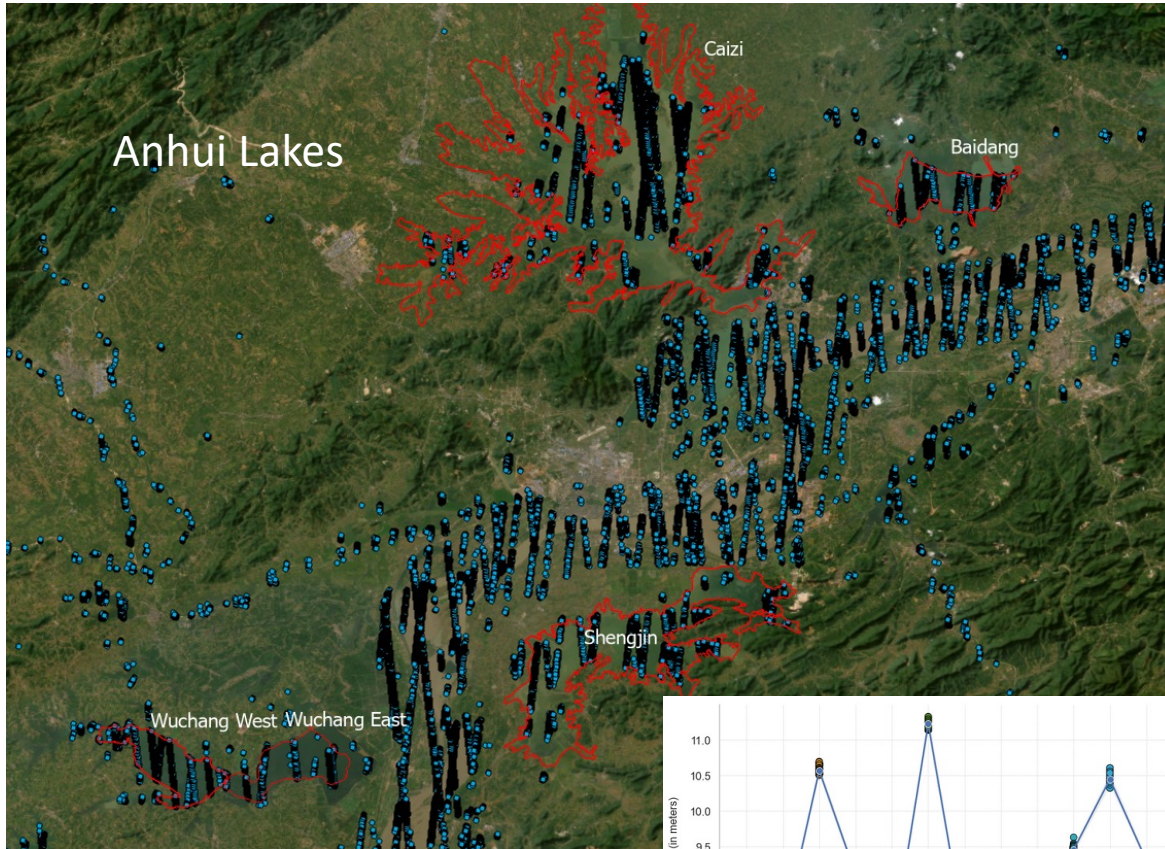 Caizi
Anhui Lakes
Baidang
Shengjin
Wuchang West
Wuchang East
11.0
10.5
10.0
9.5
(in meters)